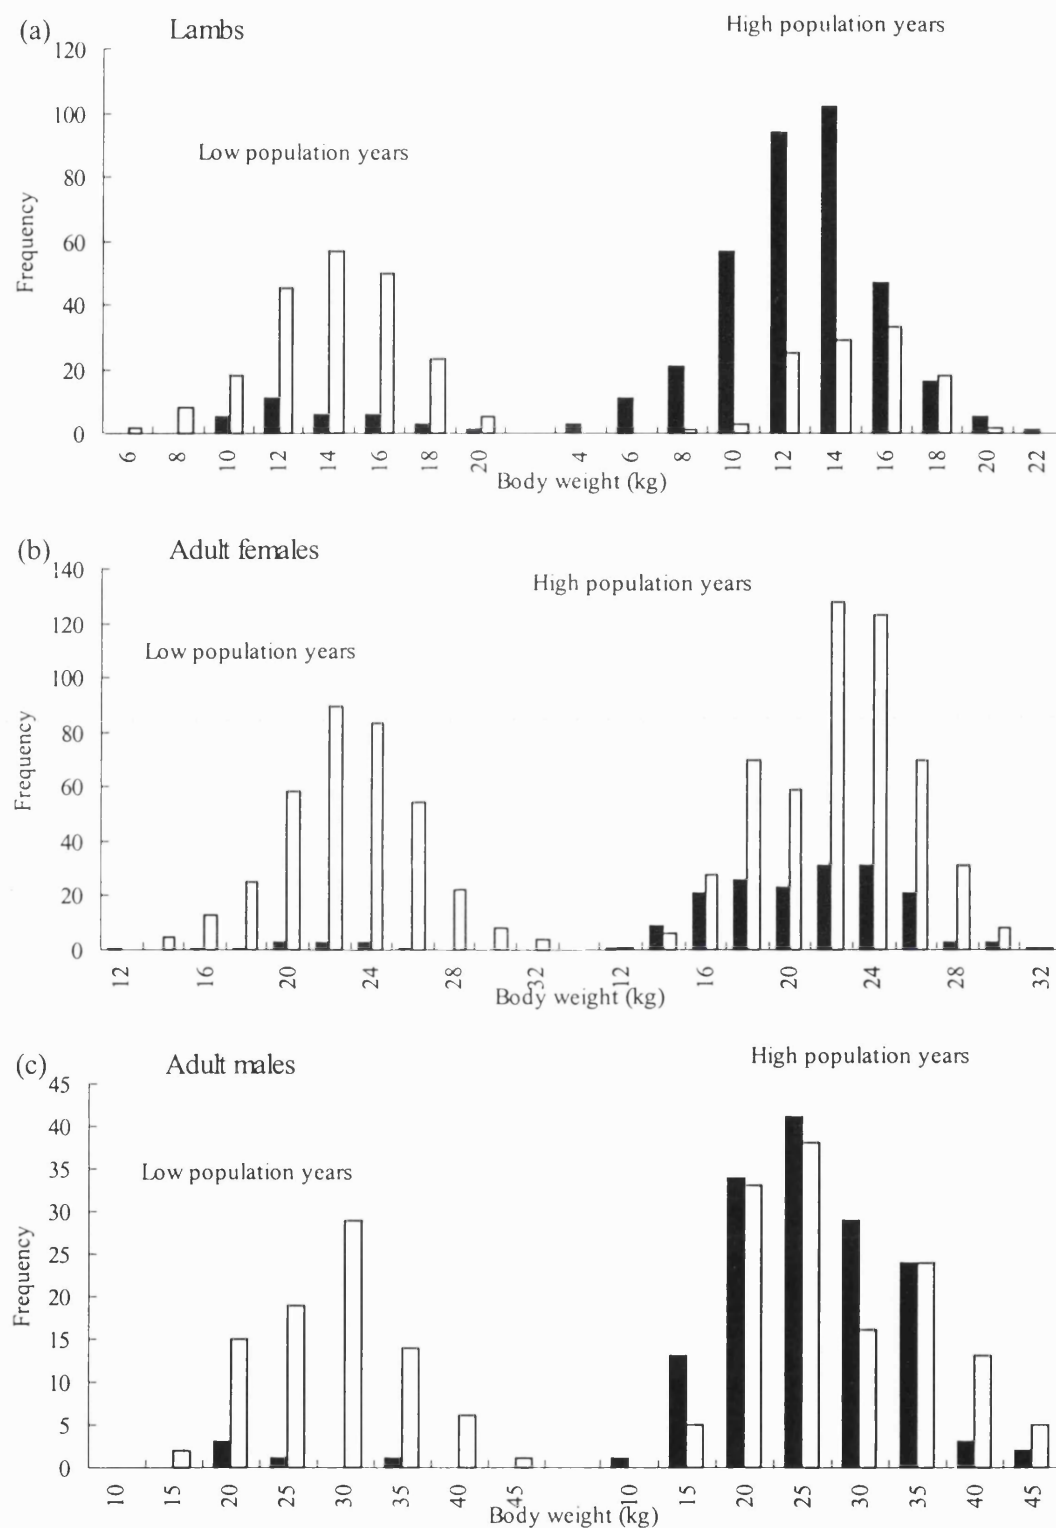 (a) Lambs
High population years
120
100
80
60
40
20
0
Frequency
Low population years
6 8 10 12 14 16 18 20 4 6 8 10 12 14 16 18 20 22
Body weight (kg)
(b) Adult females
140
120
100
80
60
40
20
0
Frequency
High population years
Low population years
12 16 20 24 28 32 12 16 20 24 28 32
Body weight (kg)
(c) Adult males
High population years
45
40
35
30
25
20
15
10
5
0
Frequency
Low population years
10 15 20 25 30 35 40 45 10 15 20 25 30 35 40 45
Body weight (kg)